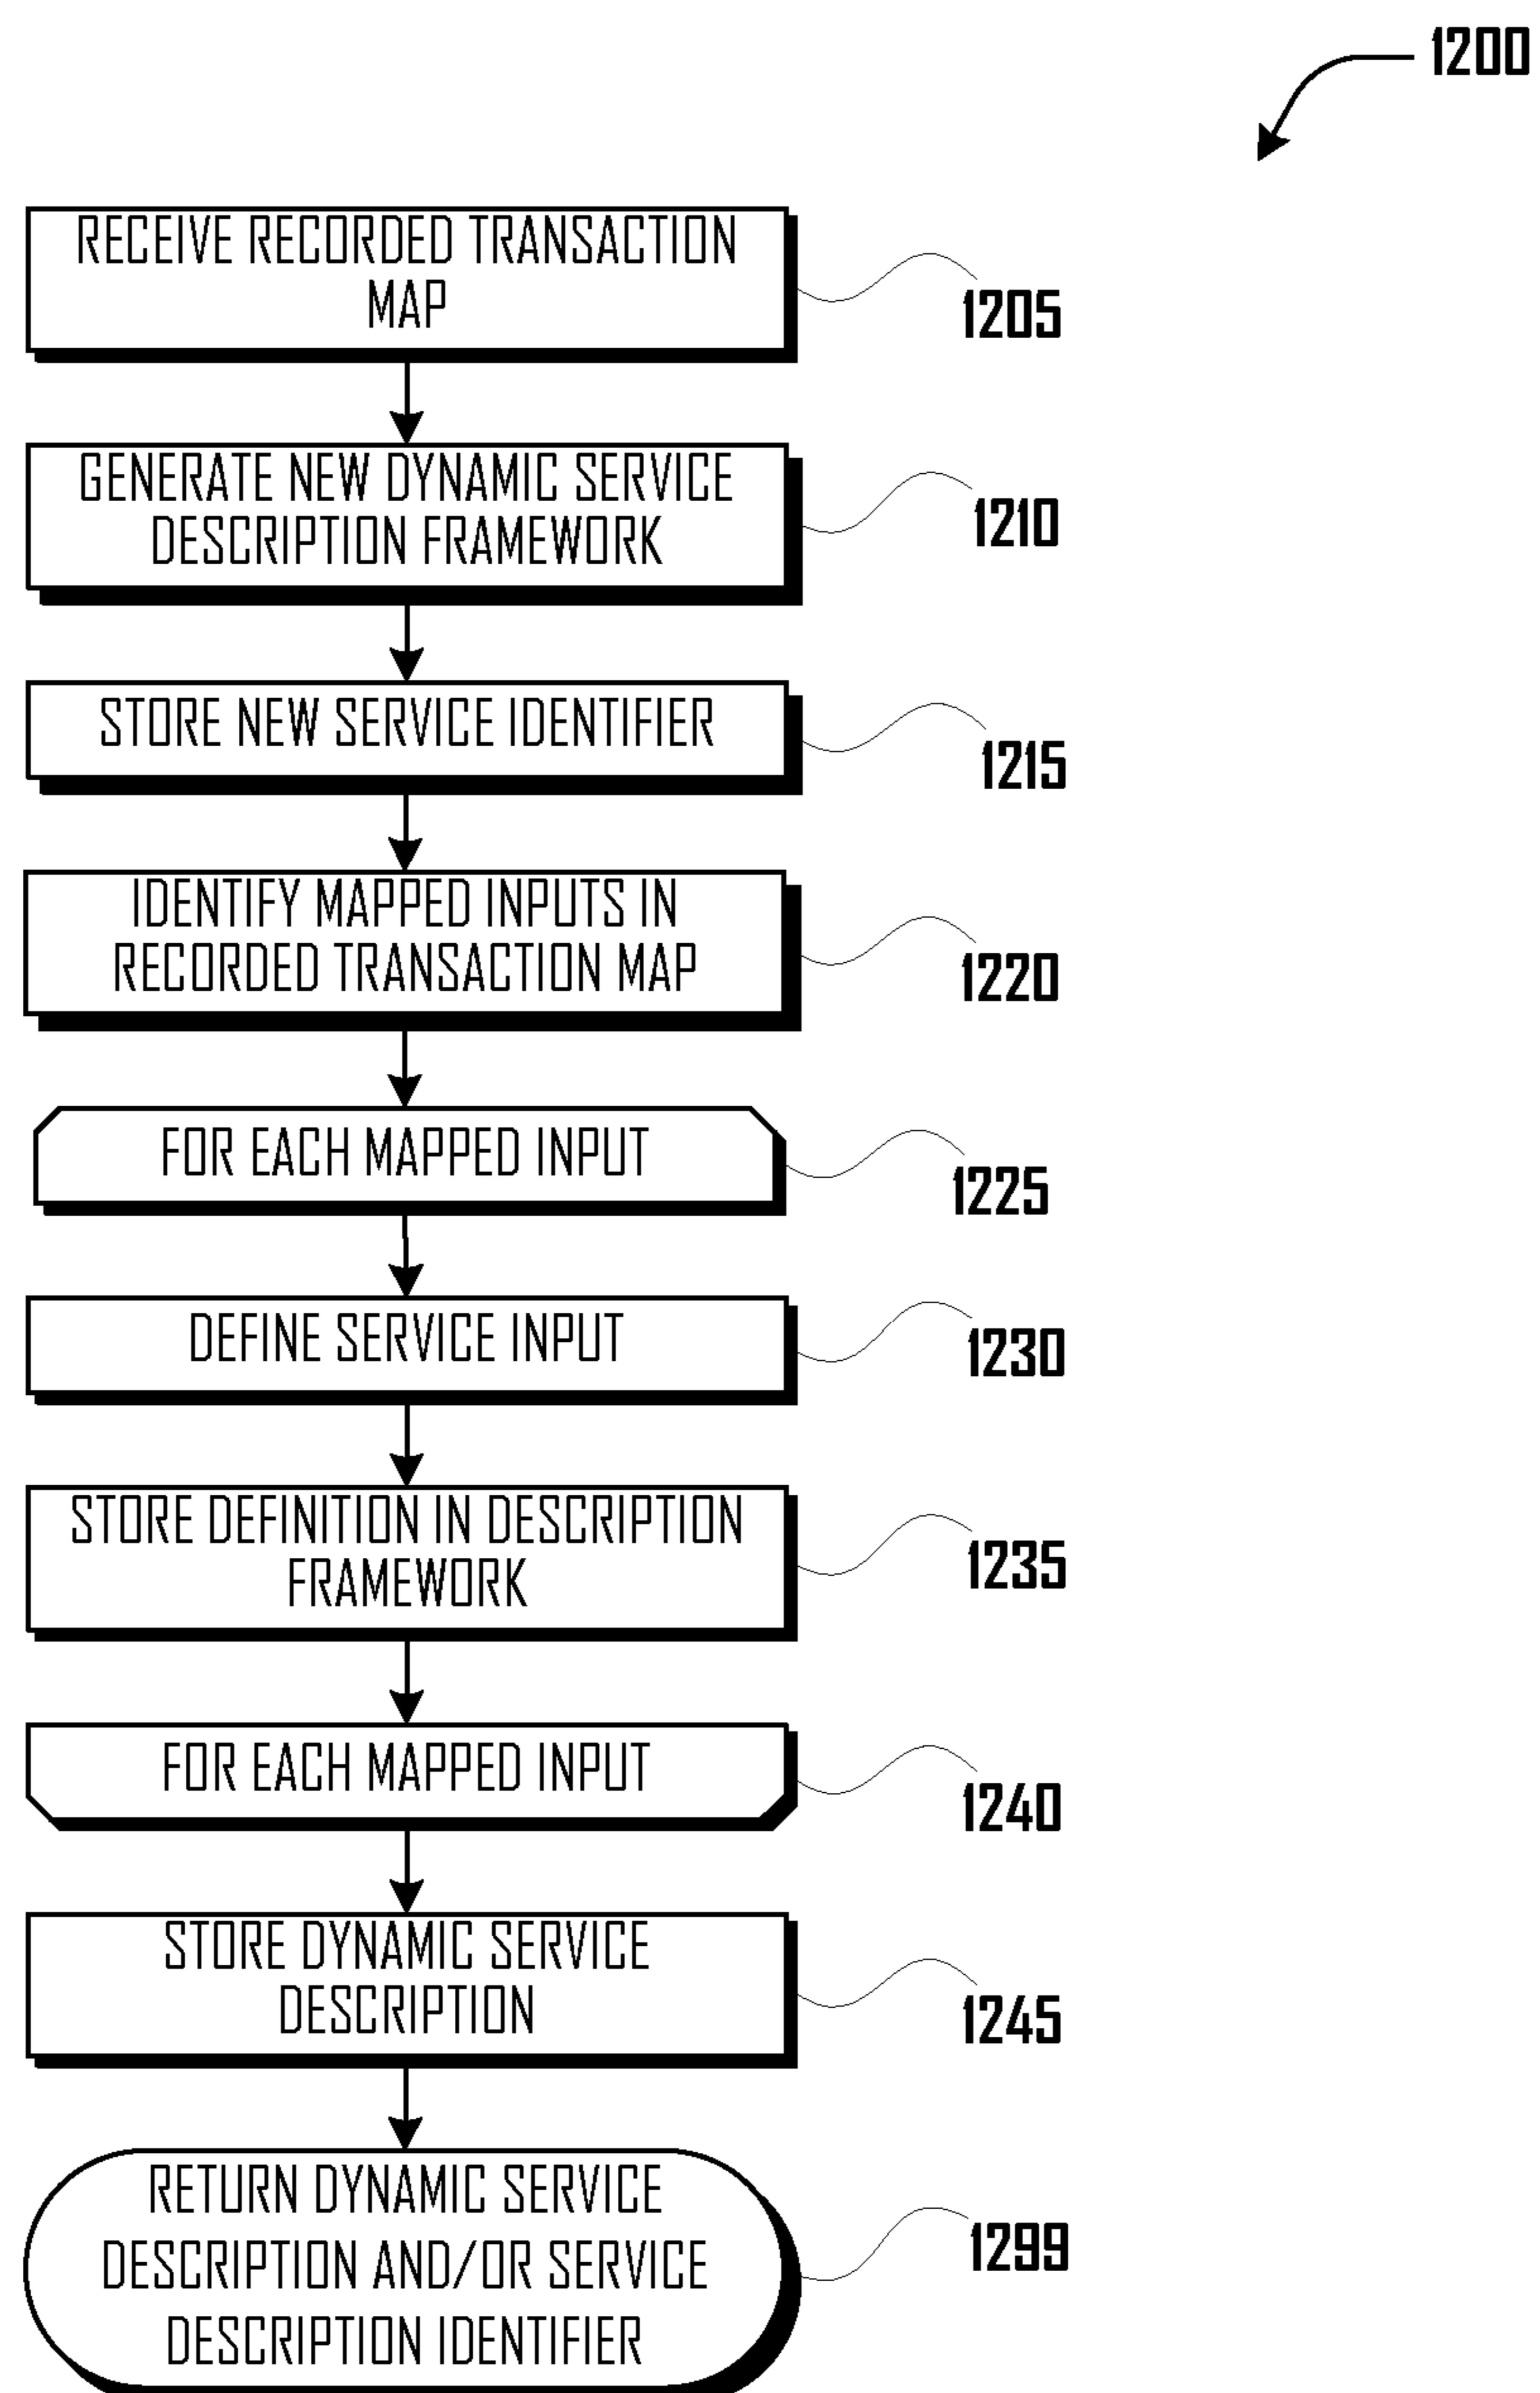 1200
RECEIVE RECORDED TRANSACTION
MAP
1205
GENERATE NEW DYNAMIC SERVICE
DESCRIPTION FRAMEWORK
1210
STORE NEW SERVICE IDENTIFIER
1215
IDENTIFY MAPPED INPUTS IN
RECORDED TRANSACTION MAP
1220
FOR EACH MAPPED INPUT
1225
DEFINE SERVICE INPUT
1230
STORE DEFINITION IN DESCRIPTION
FRAMEWORK
1235
FOR EACH MAPPED INPUT
1240
STORE DYNAMIC SERVICE
DESCRIPTION
1245
RETURN DYNAMIC SERVICE
DESCRIPTION AND/OR SERVICE
DESCRIPTION IDENTIFIER
1299